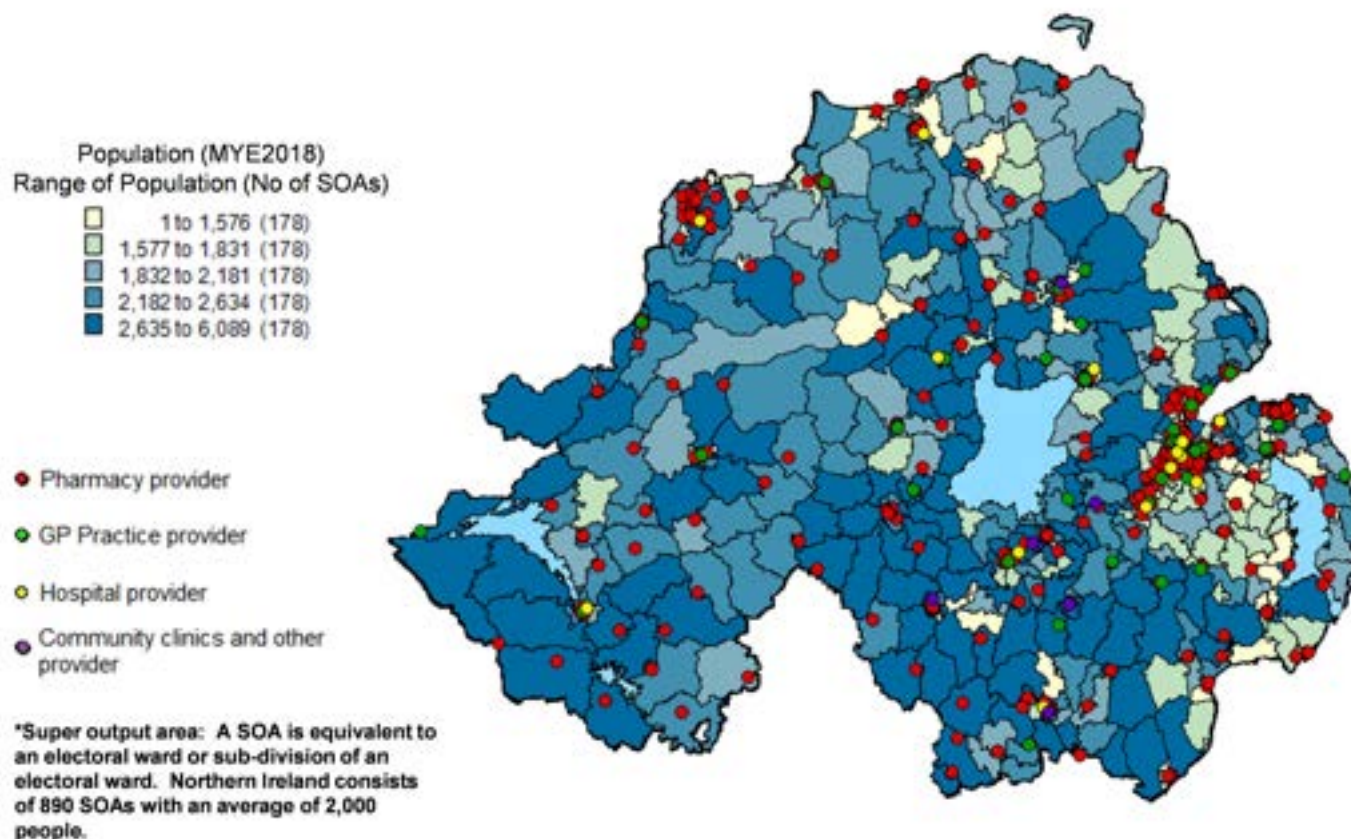 Population (MYE2018)
Range of Population (No of SOAs)
1 to 1,576 (178)
1,577 to 1,831 (178)
1,832 to 2,181 (178)
2,182 to 2,634 (178)
2,635 to 6,089 (178)
Pharmacy provider
GP Practice provider
Hospital provider
Community clinics and other
provider
*Super output area: A SOA is equivalent to
an electoral ward or sub-division of an
electoral ward. Northern Ireland consists
of 890 SOAs with an average of 2,000
people.